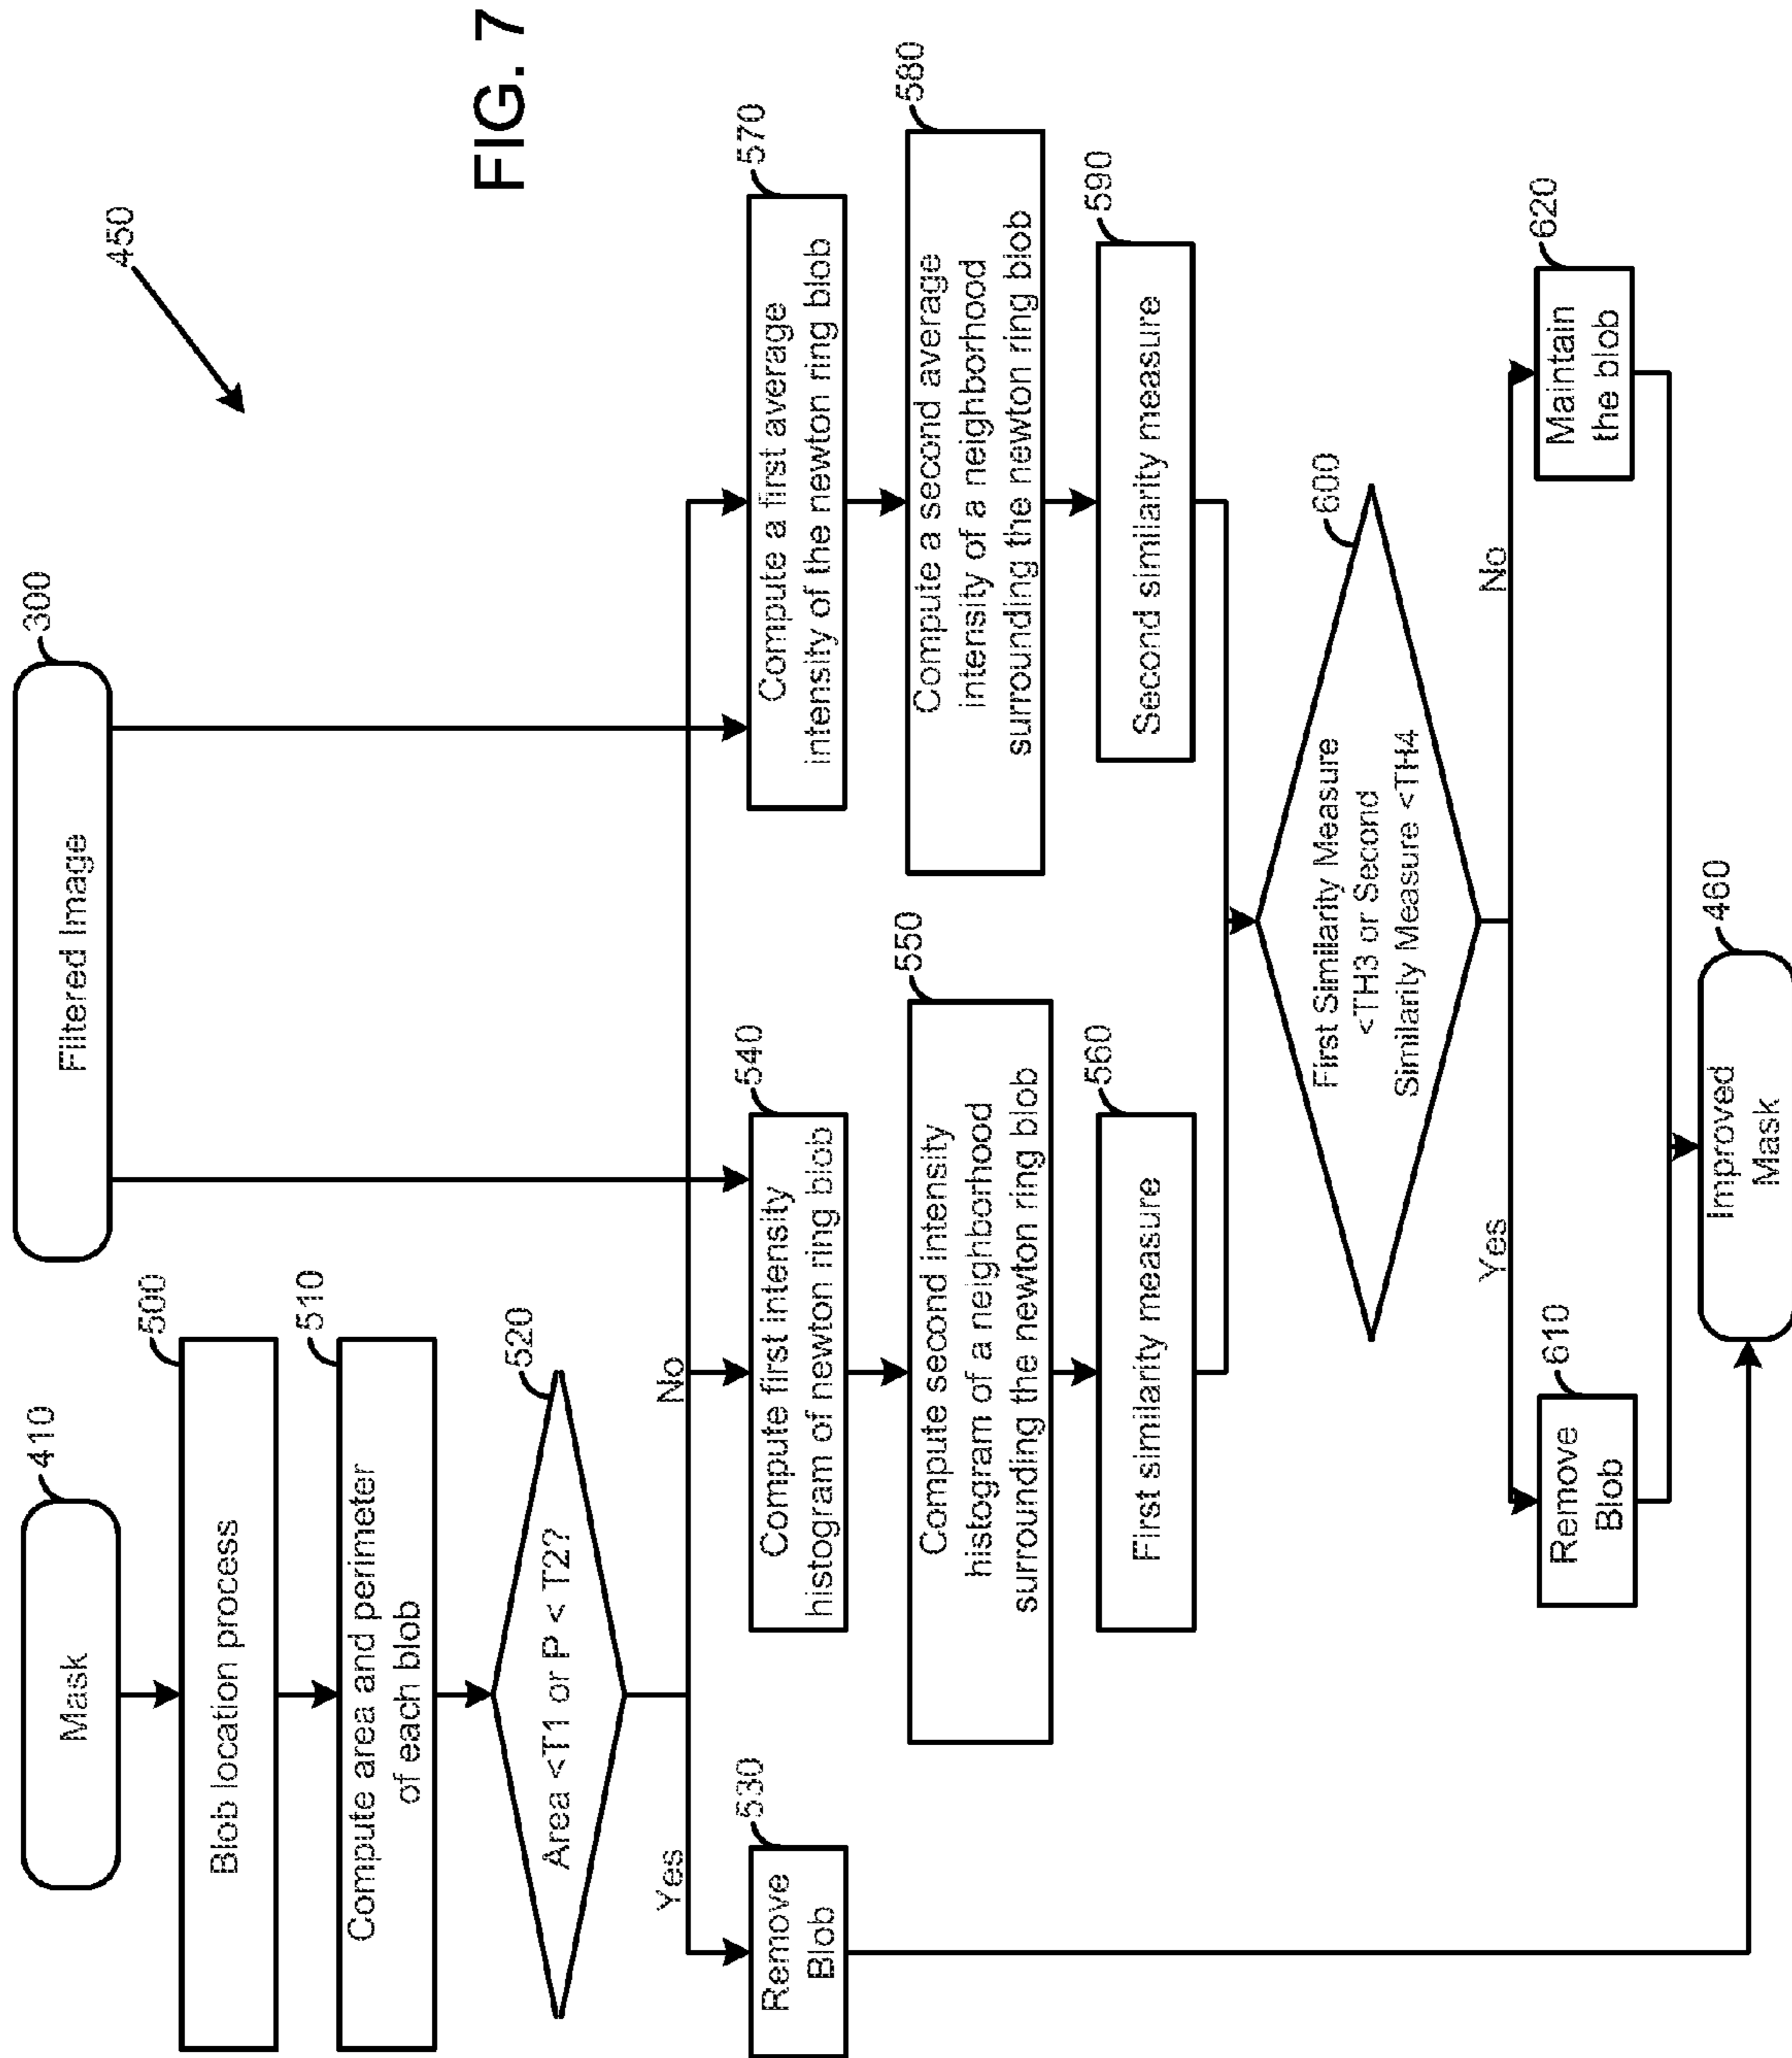 FIG. 7
450
410
Mask
300
Filtered Image
500
Blob location process
510
Compute area and perimeter
of each blob
520
Area <T1 or P < T2?
Yes
No
530
Remove
Blob
540
Compute first intensity
histogram of newton ring blob
550
Compute second intensity
histogram of a neighborhood
surrounding the newton ring blob
560
First similarity measure
570
Compute a first average
intensity of the newton ring blob
580
Compute a second average
intensity of a neighborhood
surrounding the newton ring blob
590
Second similarity measure
600
First Similarity Measure
<TH3 or Second
Similarity Measure <TH4
Yes
No
610
Remove
Blob
620
Maintain
the blob
460
Improved
Mask